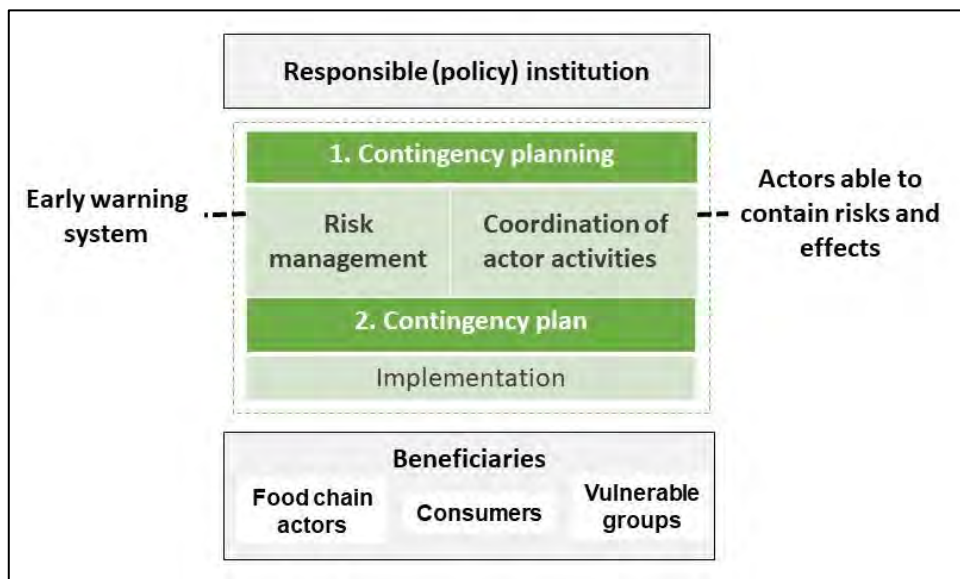 Responsible (policy) institution
1. Contingency planning
Early warning
system
Risk
management
Coordination of
actor activities
Actors able to
contain risks and
effects
2. Contingency plan
Implementation
Beneficiaries
Food chain
actors
Consumers
Vulnerable
groups